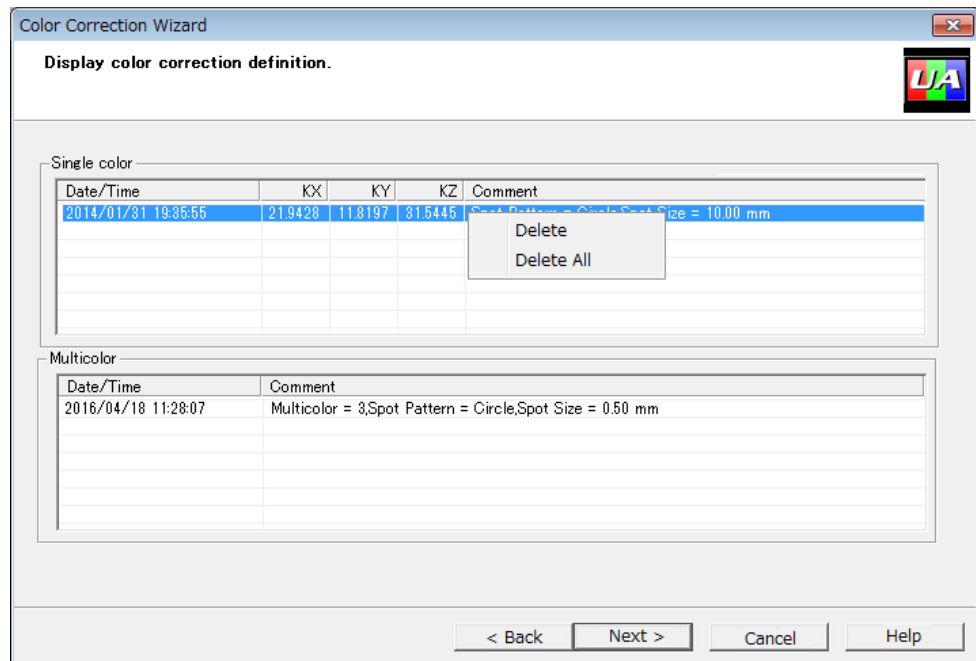 Color Correction Wizard
Display color correction definition.
UA
Single color
Date/Time KX KY KZ Comment
2014/01/31 19:35:55 21.9428 11.8197 31.5445 Size = 10.00 mm
Delete
Delete All
Multicolor
Date/Time Comment
2016/04/18 11:28:07 Multicolor = 3,Spot Pattern = Circle,Spot Size = 0.50 mm
< Back Next > Cancel Help